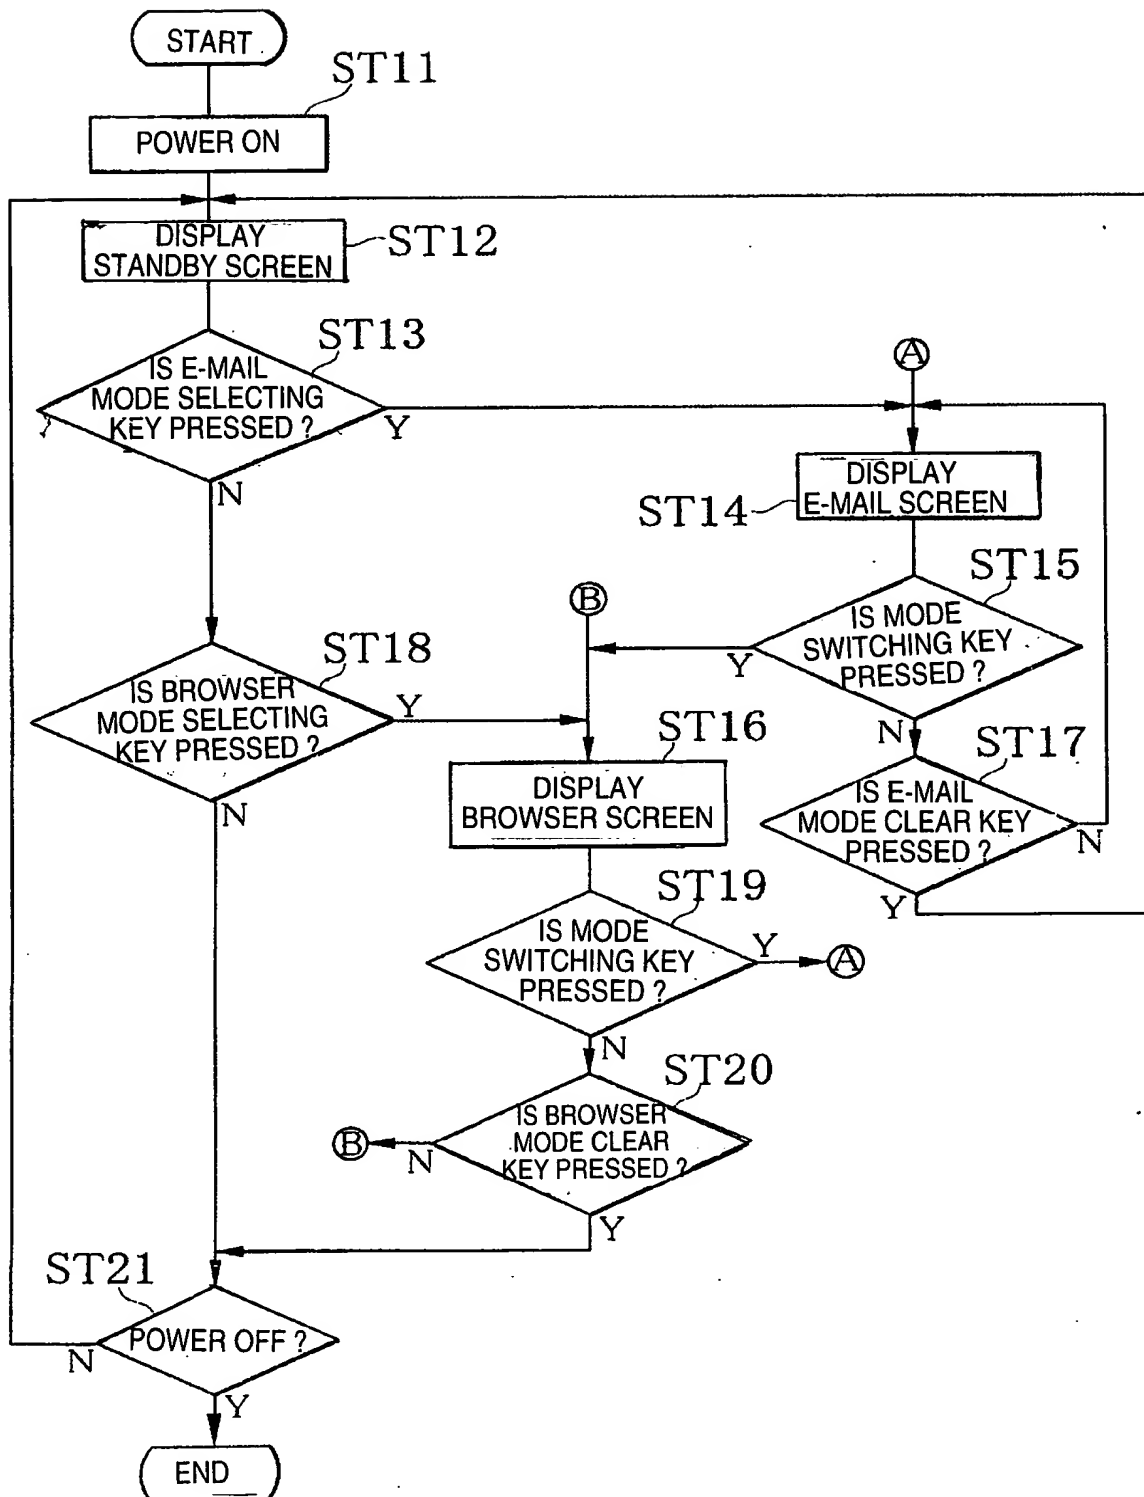 START
ST11
POWER ON
DISPLAY
STANDBY SCREEN
ST12
ST13
IS E-MAIL
MODE SELECTING
KEY PRESSED ?
Y
N
A
DISPLAY
E-MAIL SCREEN
ST14
ST15
IS MODE
SWITCHING KEY
PRESSED ?
Y
N
B
ST18
IS BROWSER
MODE SELECTING
KEY PRESSED ?
Y
N
ST16
DISPLAY
BROWSER SCREEN
ST17
IS E-MAIL
MODE CLEAR KEY
PRESSED ?
N
Y
ST19
IS MODE
SWITCHING KEY
PRESSED ?
Y
A
N
ST20
IS BROWSER
MODE CLEAR
KEY PRESSED ?
B
N
Y
ST21
POWER OFF ?
N
Y
END